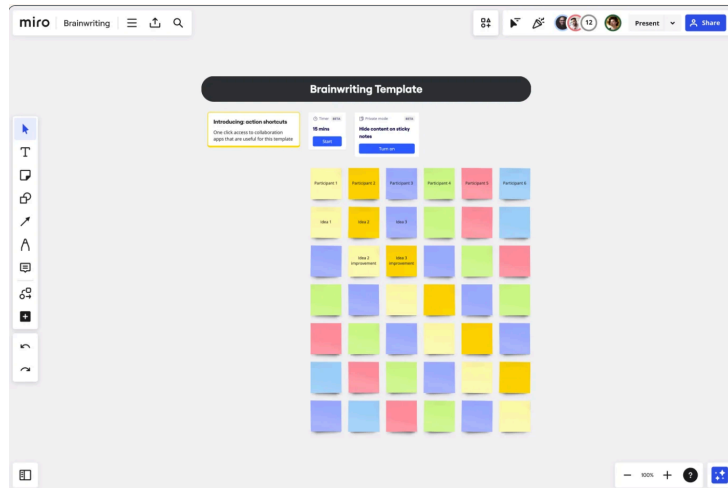 miro Brainwriting 12 Present Share
Brainwriting Template
Introducing: action shortcuts
One click access to collaboration
apps that are useful for this template
Timer BETA
15 mins
Start
Private mode BETA
Hide content on sticky
notes
Turn on
Participant 1 Participant 2 Participant 3 Participant 4 Participant 5 Participant 6
Idea 1 Idea 2 Idea 3
Idea 2
improvement
Idea 3
improvement
100% ?